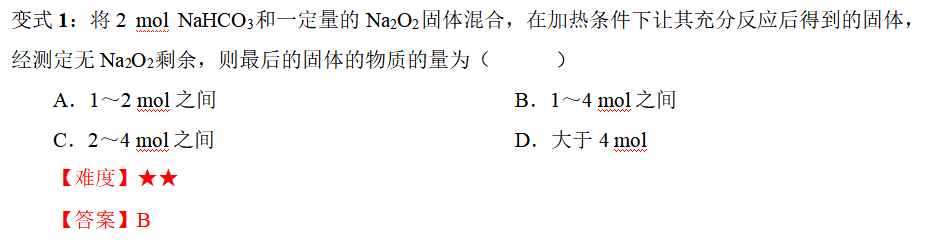 变式 1：将 2 mol NaHCO₃和一定量的 Na₂O₂固体混合，在加热条件下让其充分反应后得到的固体，
经测定无 Na₂O₂剩余，则最后的固体的物质的量为（ ）
A．1～2 mol 之间 B．1～4 mol 之间
C．2～4 mol 之间 D．大于 4 mol
【难度】★★
【答案】B